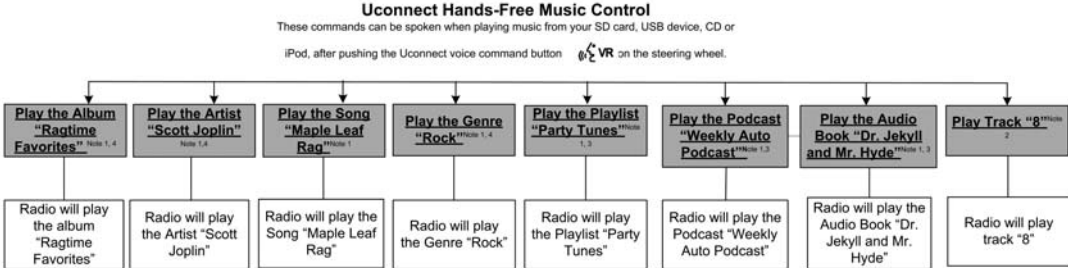 Uconnect Hands-Free Music Control
These commands can be spoken when playing music from your SD card, USB device, CD or
iPod, after pushing the Uconnect voice command button VR on the steering wheel.
Play the Album
“Ragtime
Favorites” Note 1,4
Play the Artist
“Scott Joplin”
Note 1,4
Play the Song
“Maple Leaf
Rag” Note 1
Play the Genre
“Rock” Note 1, 4
Play the Playlist
“Party Tunes” Note
1, 3
Play the Podcast
“Weekly Auto
Podcast” Note 1,3
Play the Audio
Book “Dr. Jekyll
and Mr. Hyde” Note 1, 3
Play Track “8” Note
2
Radio will play
the album
“Ragtime
Favorites”
Radio will play
the Artist “Scott
Joplin”
Radio will play the
Song “Maple Leaf
Rag”
Radio will play
the Genre “Rock”
Radio will play
the Playlist “Party
Tunes”
Radio will play the
Podcast “Weekly
Auto Podcast”
Radio will play the
Audio Book “Dr.
Jekyll and Mr.
Hyde”
Radio will play
track “8”